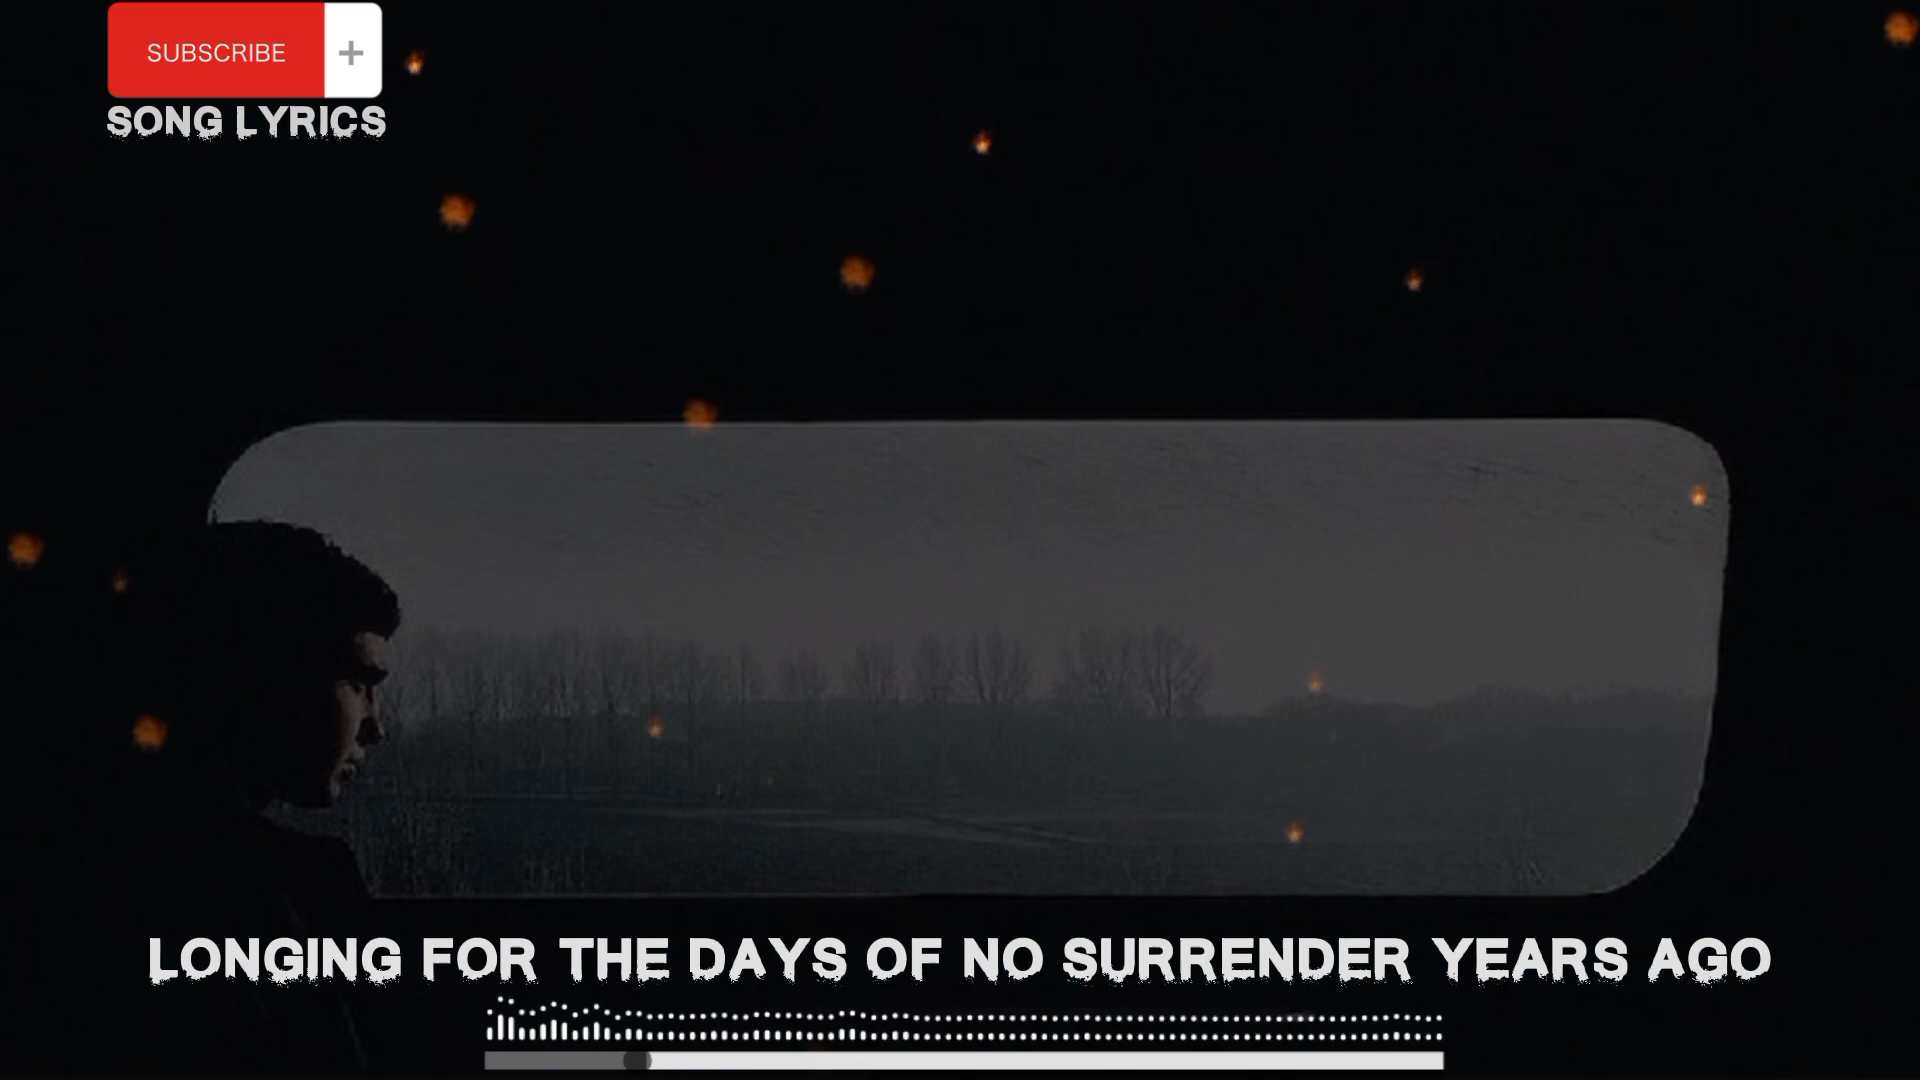 SUBSCRIBE +
SONG LYRICS
LONGING FOR THE DAYS OF NO SURRENDER YEARS AGO